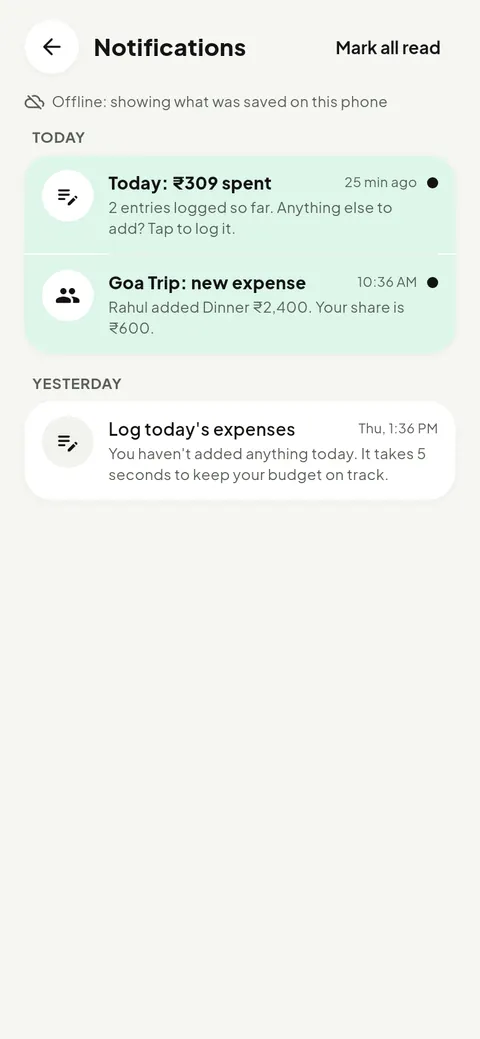 Notifications
Mark all read
Offline: showing what was saved on this phone
TODAY
Today: ₹309 spent
25 min ago
2 entries logged so far. Anything else to
add? Tap to log it.
Goa Trip: new expense
10:36 AM
Rahul added Dinner ₹2,400. Your share is
₹600.
YESTERDAY
Log today's expenses
Thu, 1:36 PM
You haven't added anything today. It takes 5
seconds to keep your budget on track.